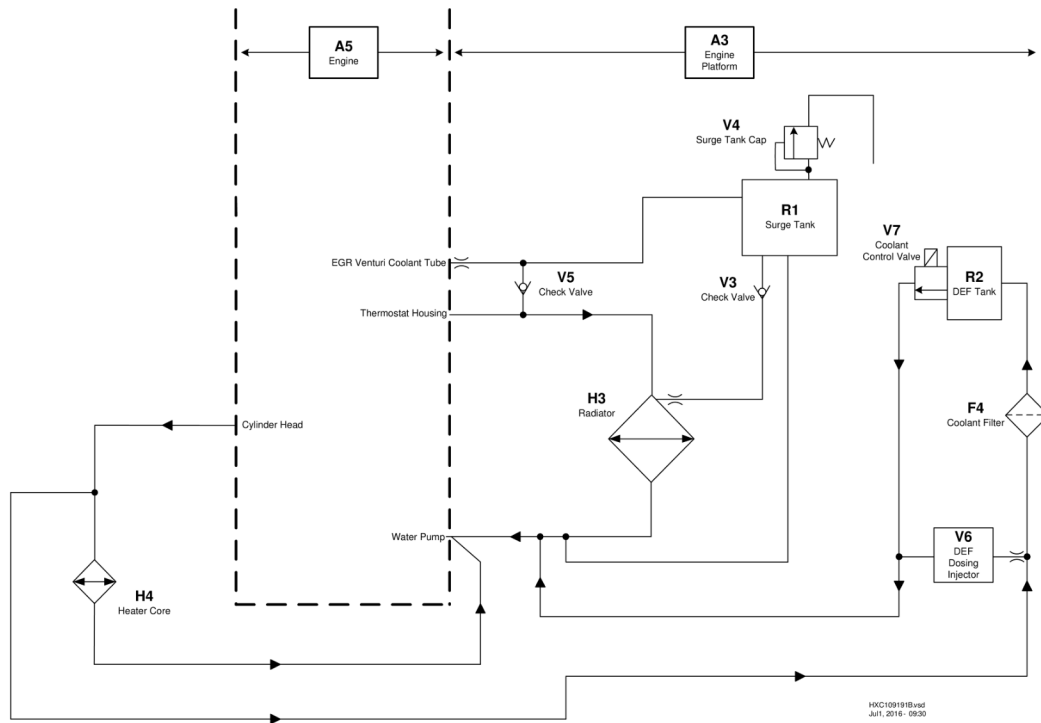 A5
Engine
A3
Engine
Platform
V4
Surge Tank Cap
R1
Surge Tank
V7
Coolant
Control Valve
R2
DEF Tank
EGR Venturi Coolant Tube
V5
Check Valve
V3
Check Valve
Thermostat Housing
H3
Radiator
F4
Coolant Filter
Cylinder Head
Water Pump
V6
DEF
Dosing
Injector
H4
Heater Core
HXC109191B.vsd
Jul1, 2016 - 09:30